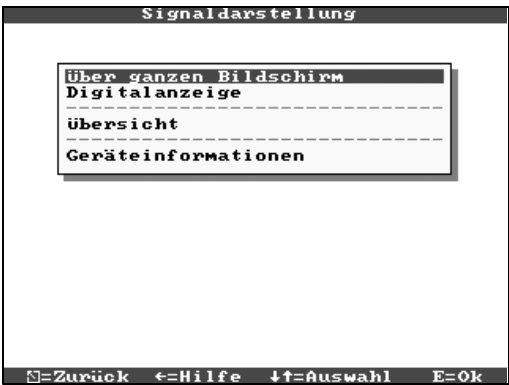 Signaldarstellung
über ganzen Bildschirm
Digitalanzeige
Übersicht
Geräteinformationen
⇱=Zurück ←=Hilfe ↓↑=Auswahl E=Ok